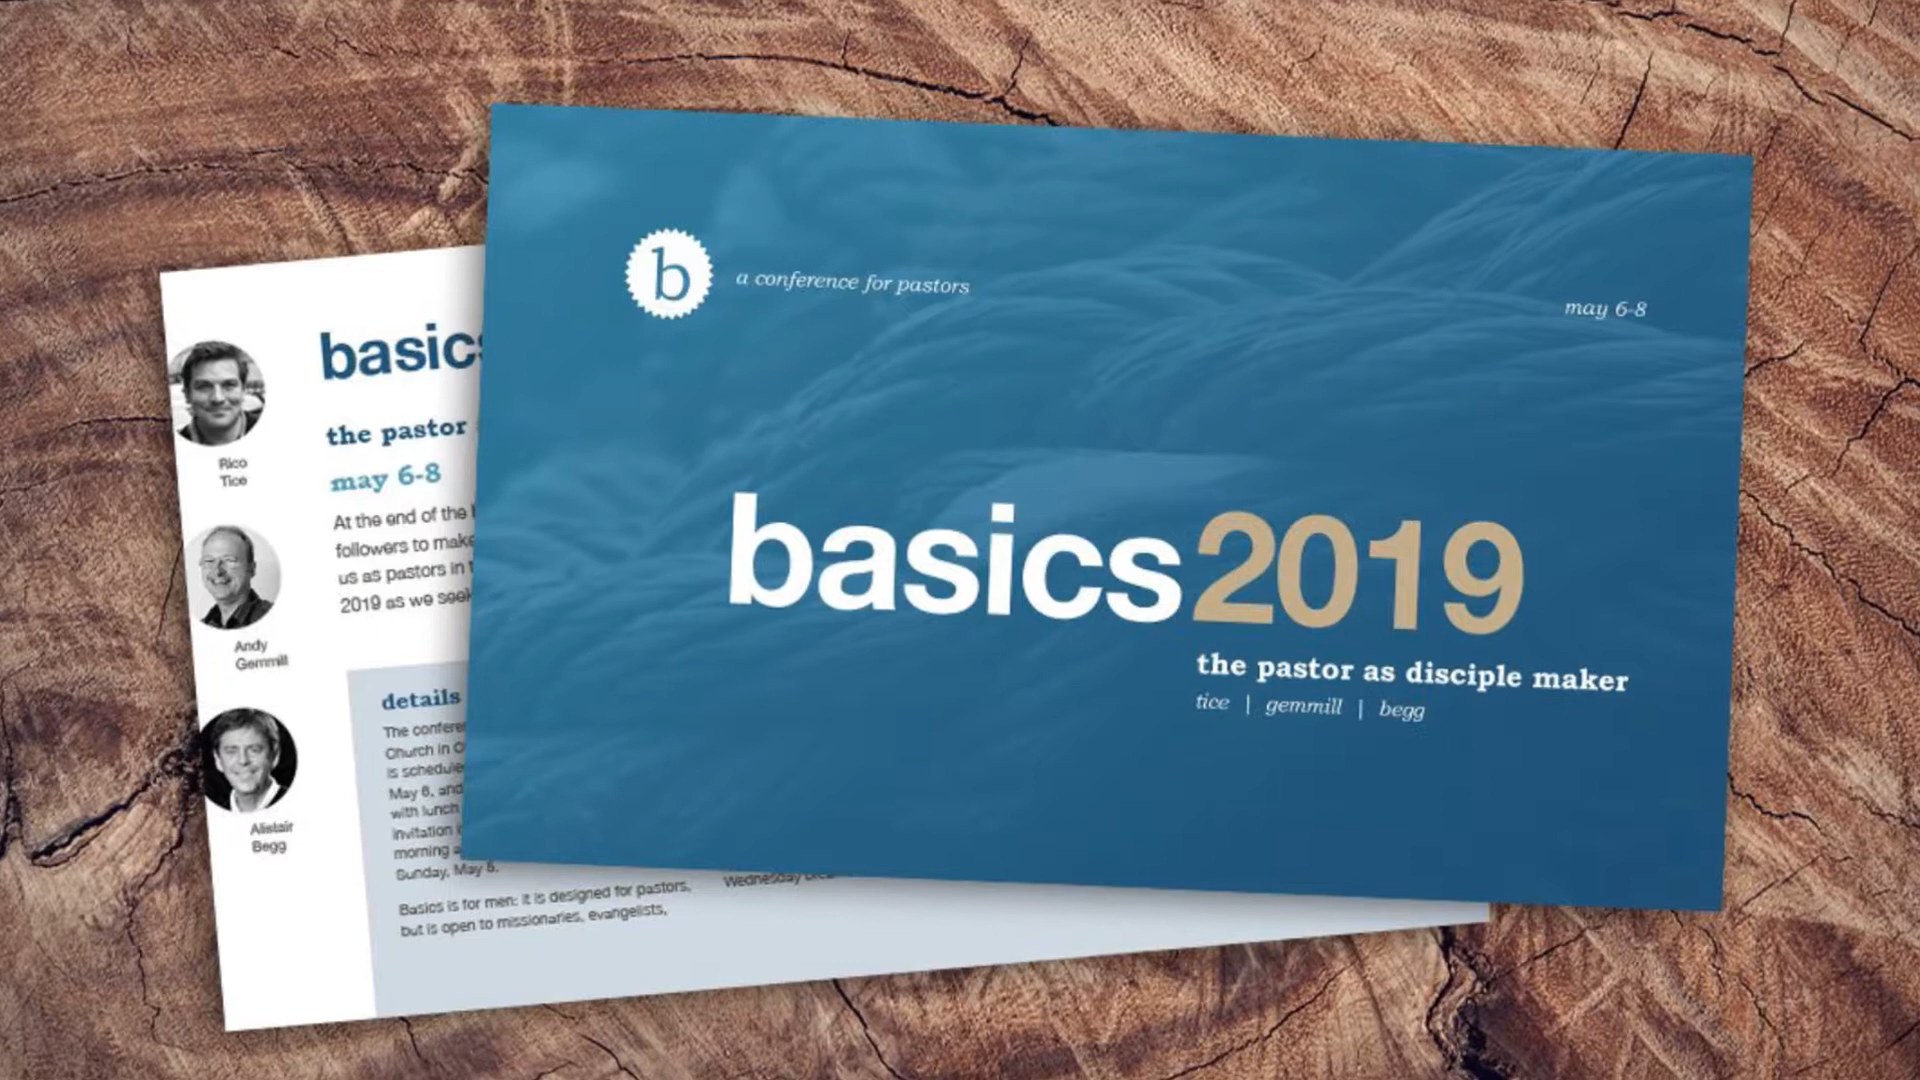 b
a conference for pastors
may 6-8
basics2019
the pastor as disciple maker
tice | gemmill | begg
basics
the pastor
may 6-8
At the end of the
followers to make
us as pastors in
2019 as we seek
Rico
Tice
Andy
Gemmill
Alistair
Begg
details
The
Church in
is
May 6, and
with lunch
invitation
morning
Sunday, May 5.
Basics is for men: it is designed for pastors,
but is open to missionaries, evangelists,
Wednesday